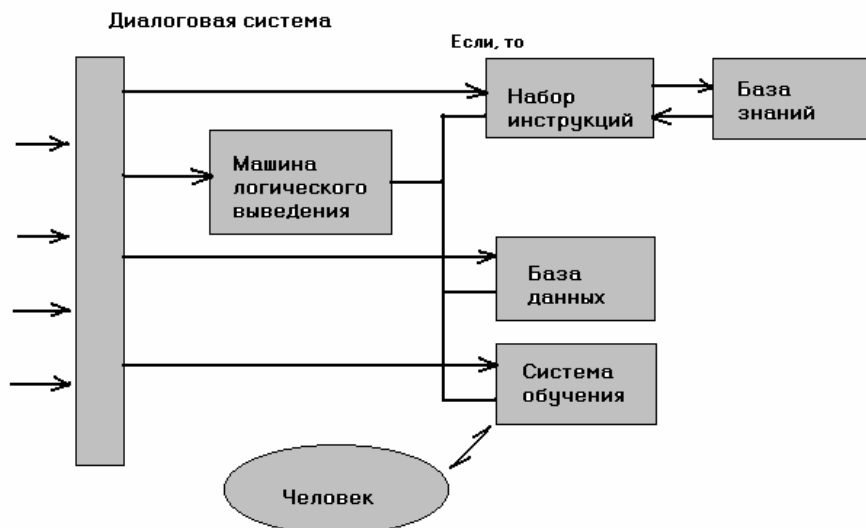 Диалоговая система
Если, то
Набор
инструкций
База
знаний
Машина
логического
выведения
База
данных
Система
обучения
Человек